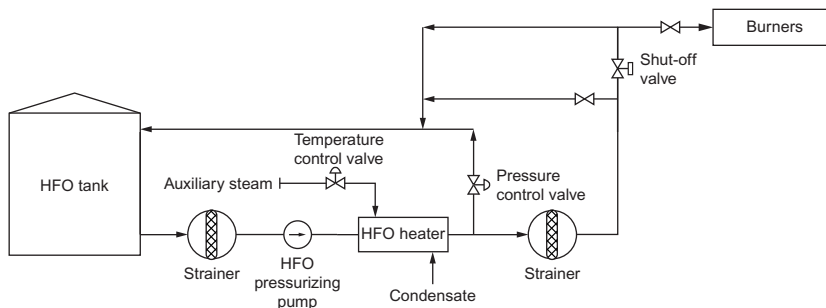 Burners
Shut-off
valve
Temperature
control valve
HFO tank
Auxiliary steam
Pressure
control valve
HFO heater
Strainer
HFO
pressurizing
pump
Condensate
Strainer